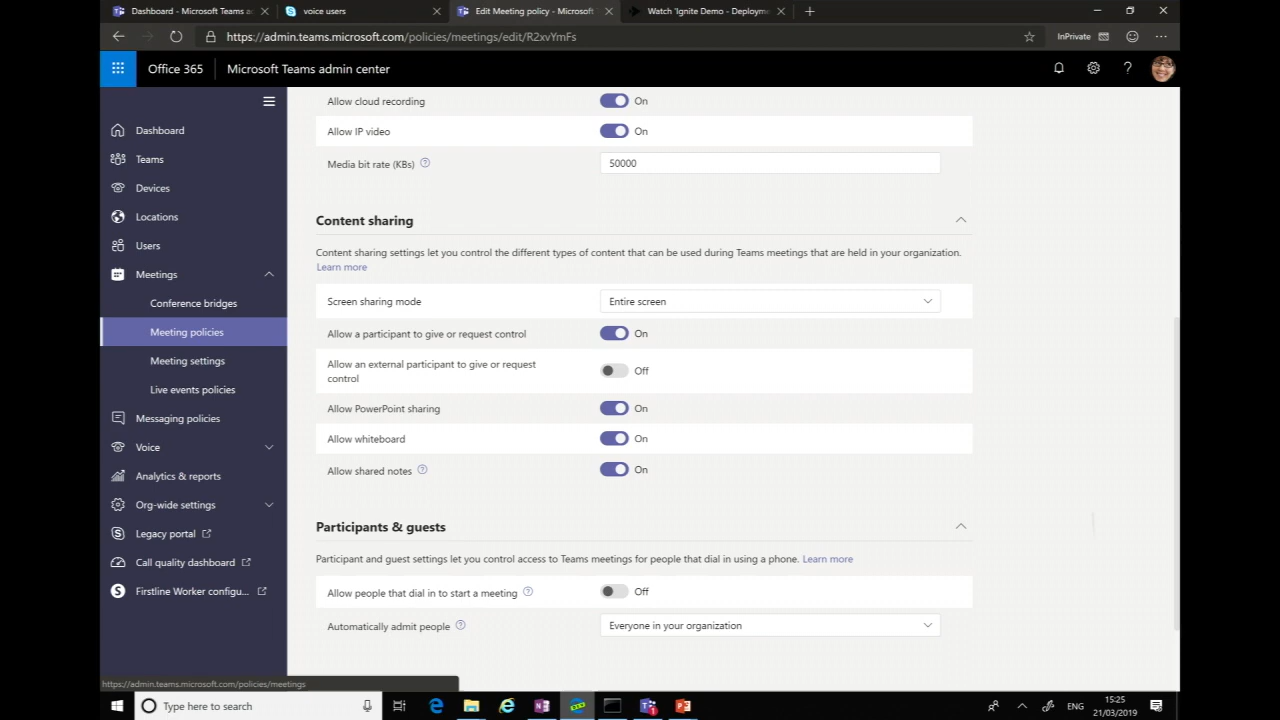 Dashboard - Microsoft Teams a
voice users
Edit Meeting policy - Microsoft
Watch 'Ignite Demo - Deployme
https://admin.teams.microsoft.com/policies/meetings/edit/R2xvYmFs
InPrivate
Office 365
Microsoft Teams admin center
Dashboard
Teams
Devices
Locations
Users
Meetings
Conference bridges
Meeting policies
Meeting settings
Live events policies
Messaging policies
Voice
Analytics & reports
Org-wide settings
Legacy portal
Call quality dashboard
Firstline Worker configu...
Allow cloud recording On
Allow IP video On
Media bit rate (KBs) ? 50000
Content sharing
Content sharing settings let you control the different types of content that can be used during Teams meetings that are held in your organization.
Learn more
Screen sharing mode Entire screen
Allow a participant to give or request control On
Allow an external participant to give or request
control Off
Allow PowerPoint sharing On
Allow whiteboard On
Allow shared notes ? On
Participants & guests
Participant and guest settings let you control access to Teams meetings for people that dial in using a phone. Learn more
Allow people that dial in to start a meeting ? Off
Automatically admit people ? Everyone in your organization
https://admin.teams.microsoft.com/policies/meetings
Type here to search
ENG
15:25
21/03/2019